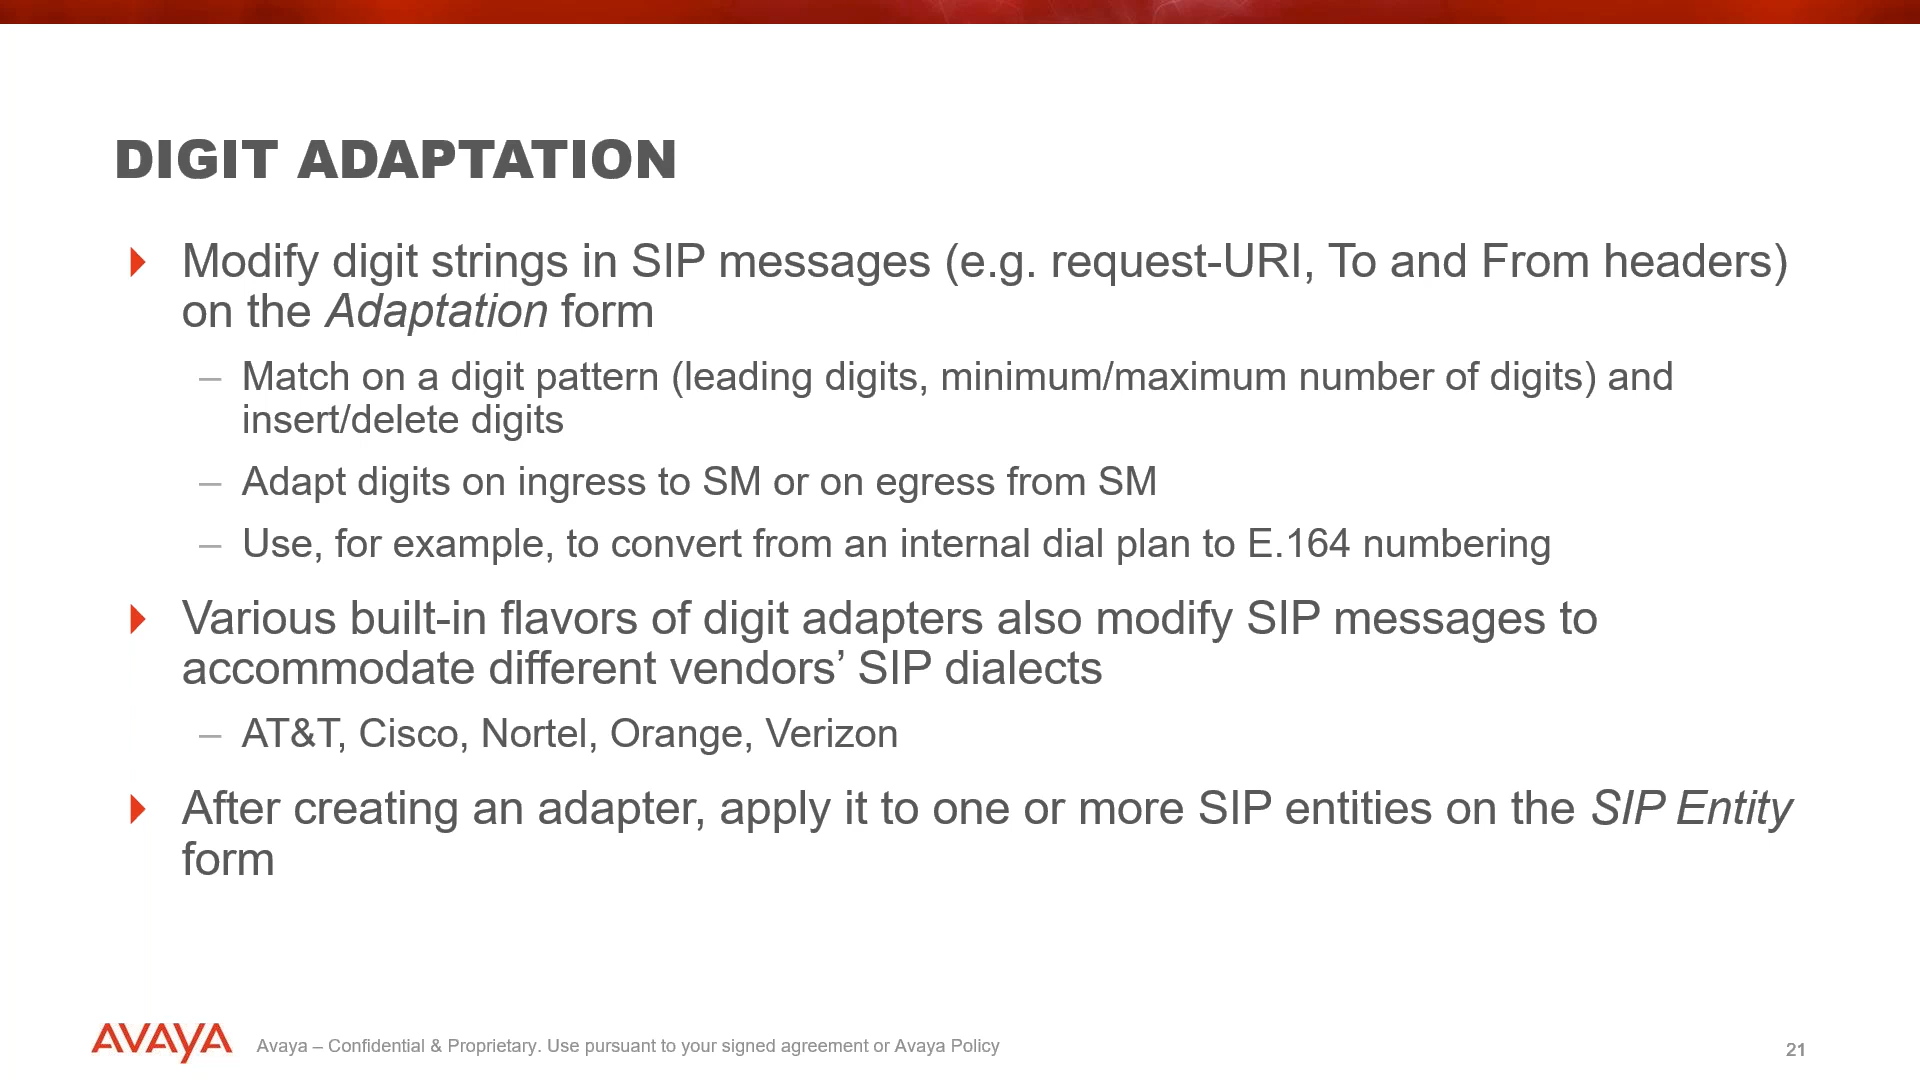 DIGIT ADAPTATION
Modify digit strings in SIP messages (e.g. request-URI, To and From headers)
on the Adaptation form
– Match on a digit pattern (leading digits, minimum/maximum number of digits) and
insert/delete digits
– Adapt digits on ingress to SM or on egress from SM
– Use, for example, to convert from an internal dial plan to E.164 numbering
Various built-in flavors of digit adapters also modify SIP messages to
accommodate different vendors’ SIP dialects
– AT&T, Cisco, Nortel, Orange, Verizon
After creating an adapter, apply it to one or more SIP entities on the SIP Entity
form
AVAYA
Avaya – Confidential & Proprietary. Use pursuant to your signed agreement or Avaya Policy
21